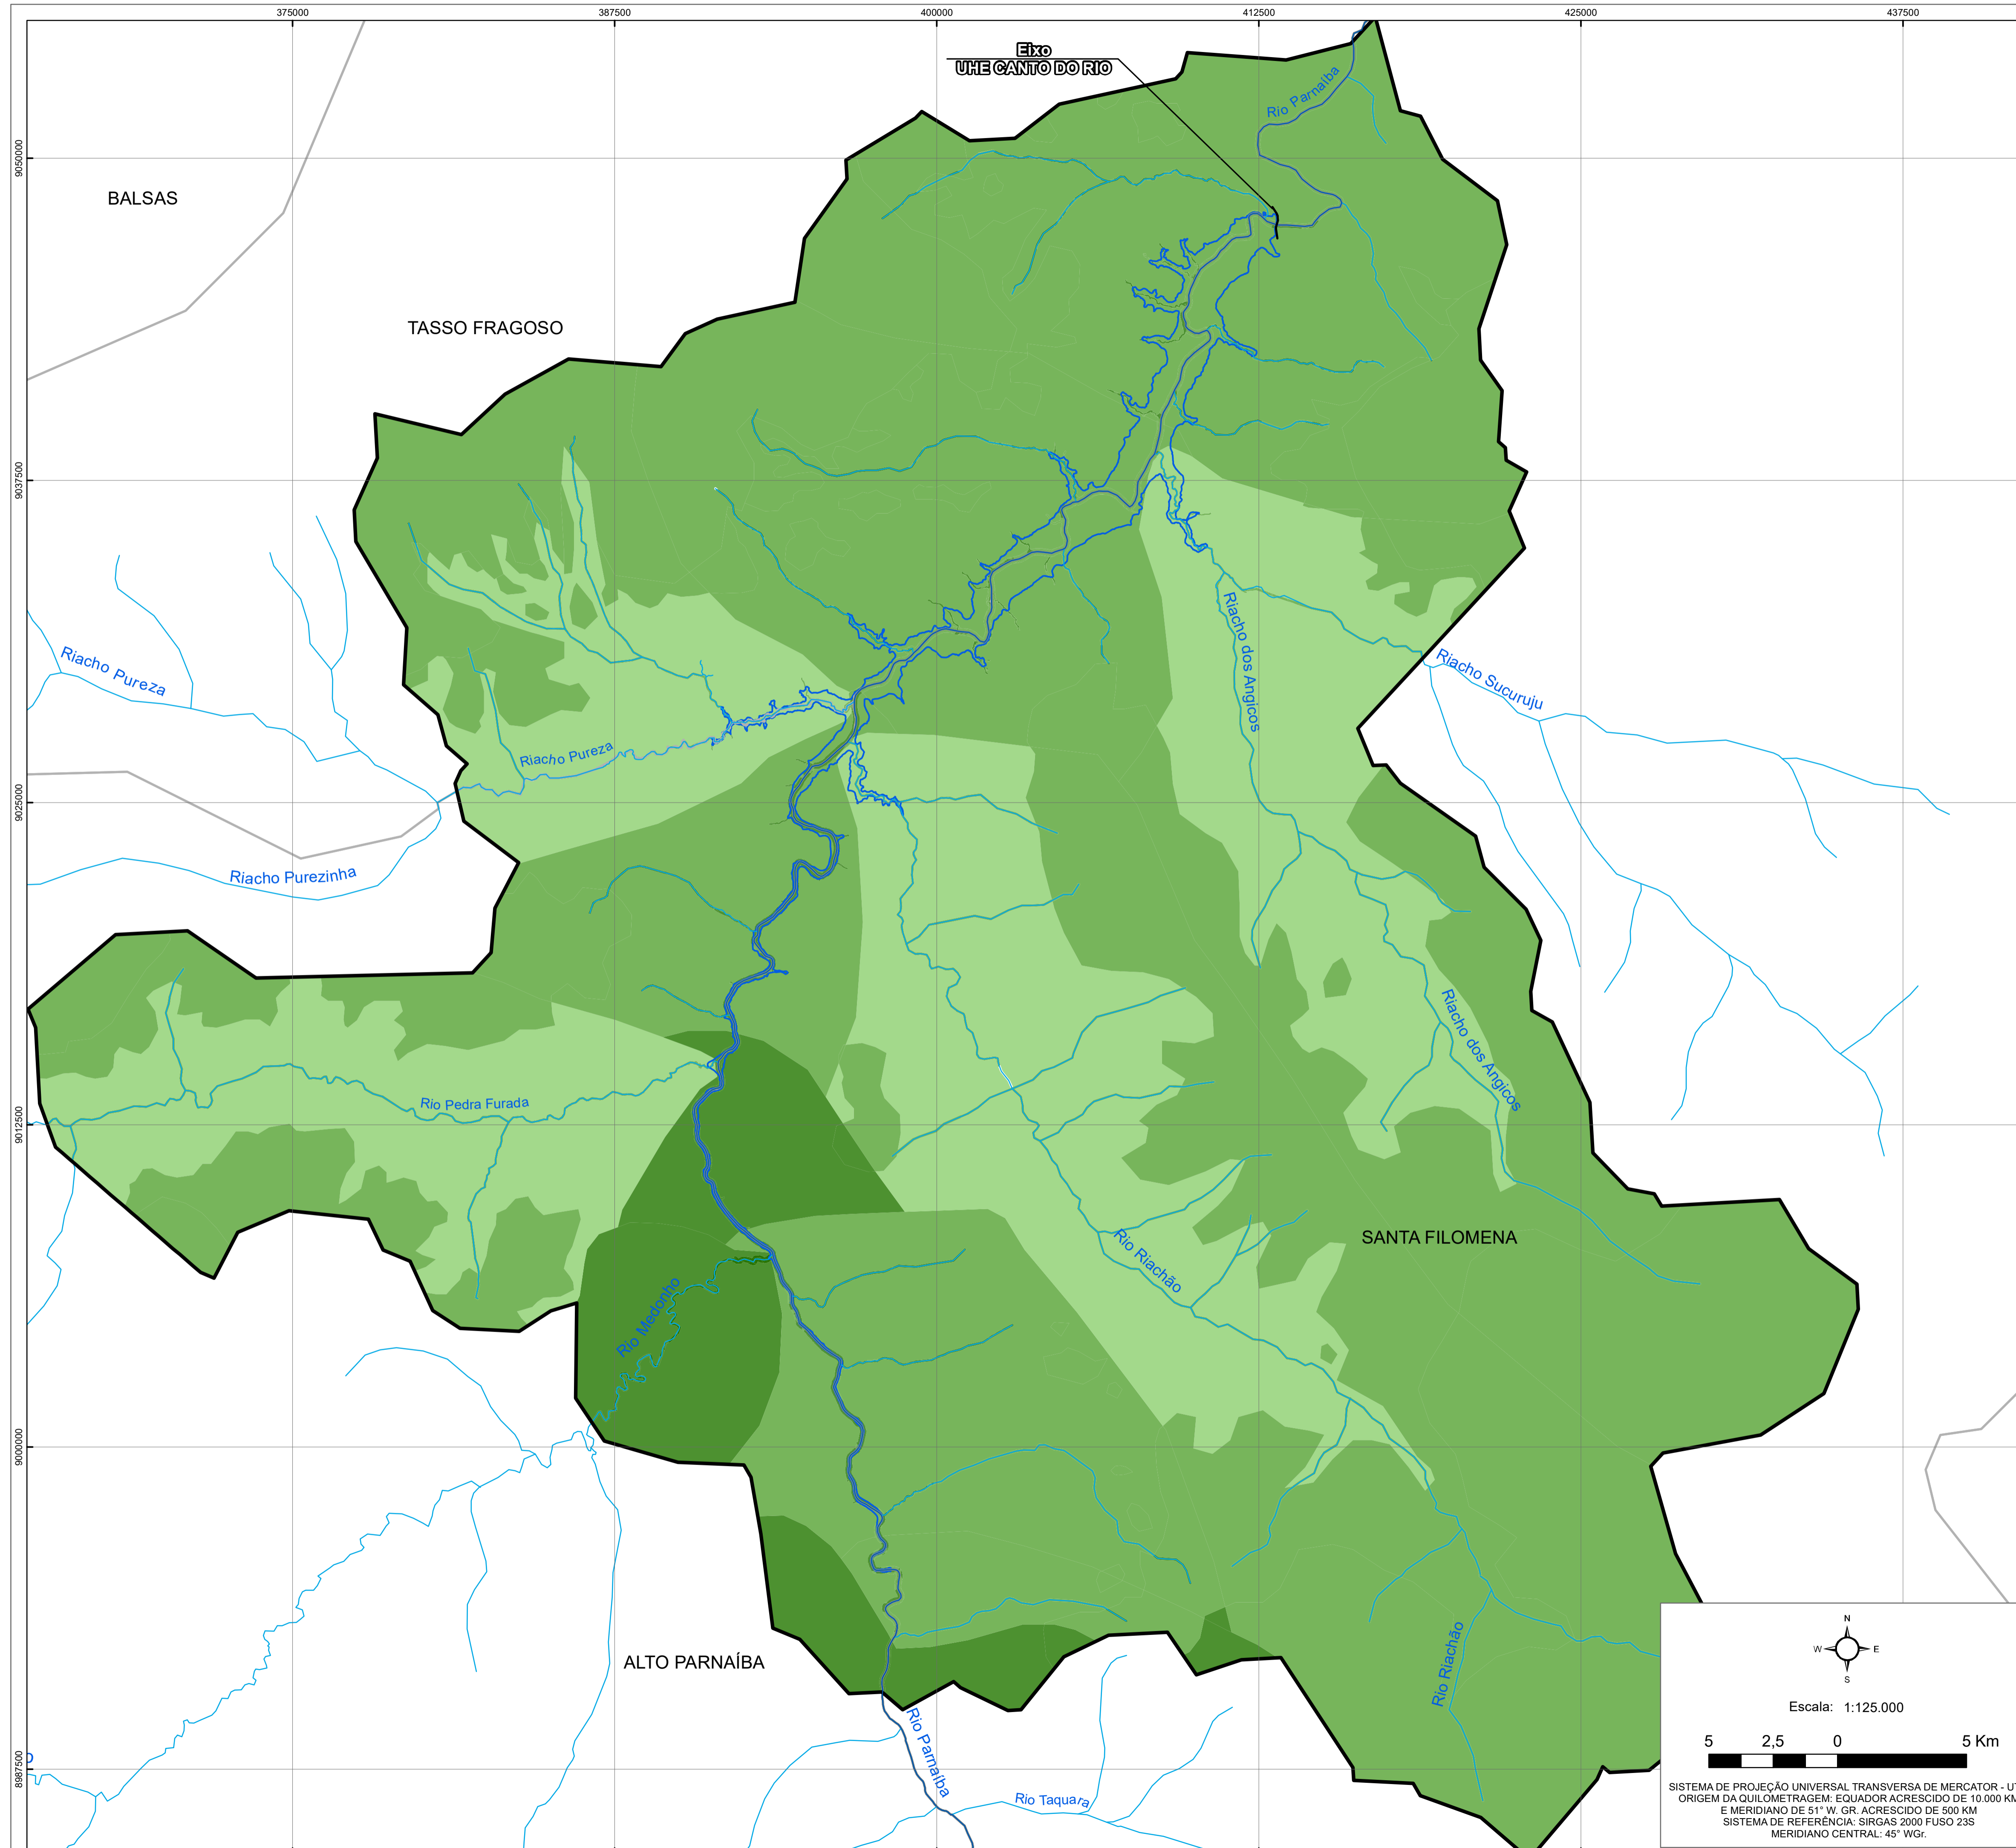 375000
387500
400000
412500
425000
437500
Eixo
UHE CANTO DO RIO
Rio Parnaíba
9050000
BALSAS
TASSO FRAGOSO
9037500
Riacho Pureza
Riacho dos Angicos
Riacho Sucuruju
Riacho Pureza
9025000
Riacho Purezinha
Riacho dos Angicos
Rio Pedra Furada
9012500
SANTA FILOMENA
Rio Riachão
Rio Medonho
9000000
ALTO PARNAÍBA
Rio Riachão
Rio Parnaíba
8987500
Rio Taquara
N
W
E
S
Escala: 1:125.000
5
2,5
0
5 Km
SISTEMA DE PROJEÇÃO UNIVERSAL TRANSVERSA DE MERCATOR - UT
ORIGEM DA QUILOMETRAGEM: EQUADOR ACRESCIDO DE 10.000 KM
E MERIDIANO DE 51° W. GR. ACRESCIDO DE 500 KM
SISTEMA DE REFERÊNCIA: SIRGAS 2000 FUSO 23S
MERIDIANO CENTRAL: 45° WGr.